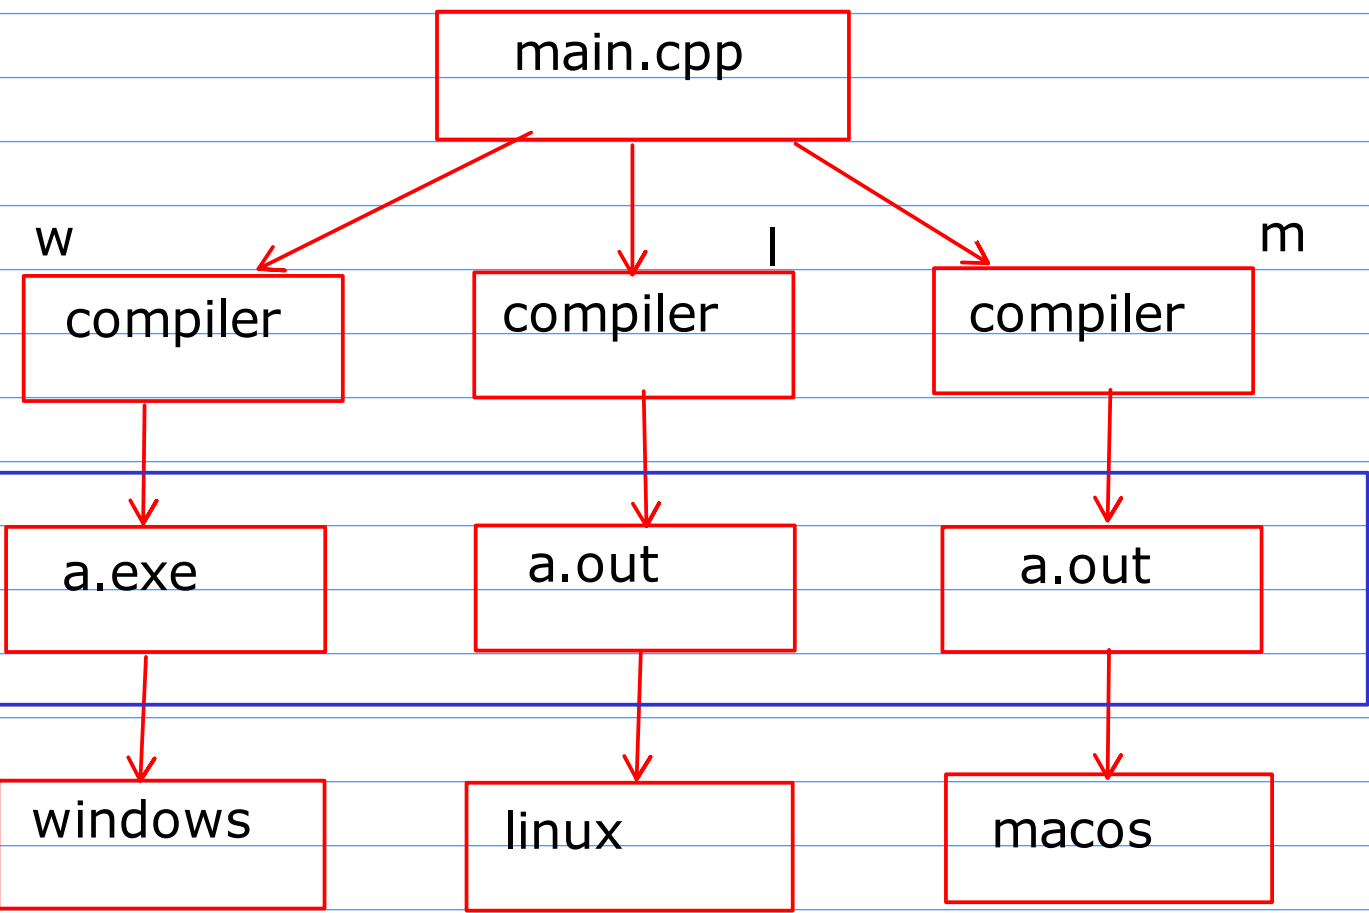 main.cpp
w
l
m
compiler
compiler
compiler
a.exe
a.out
a.out
windows
linux
macos